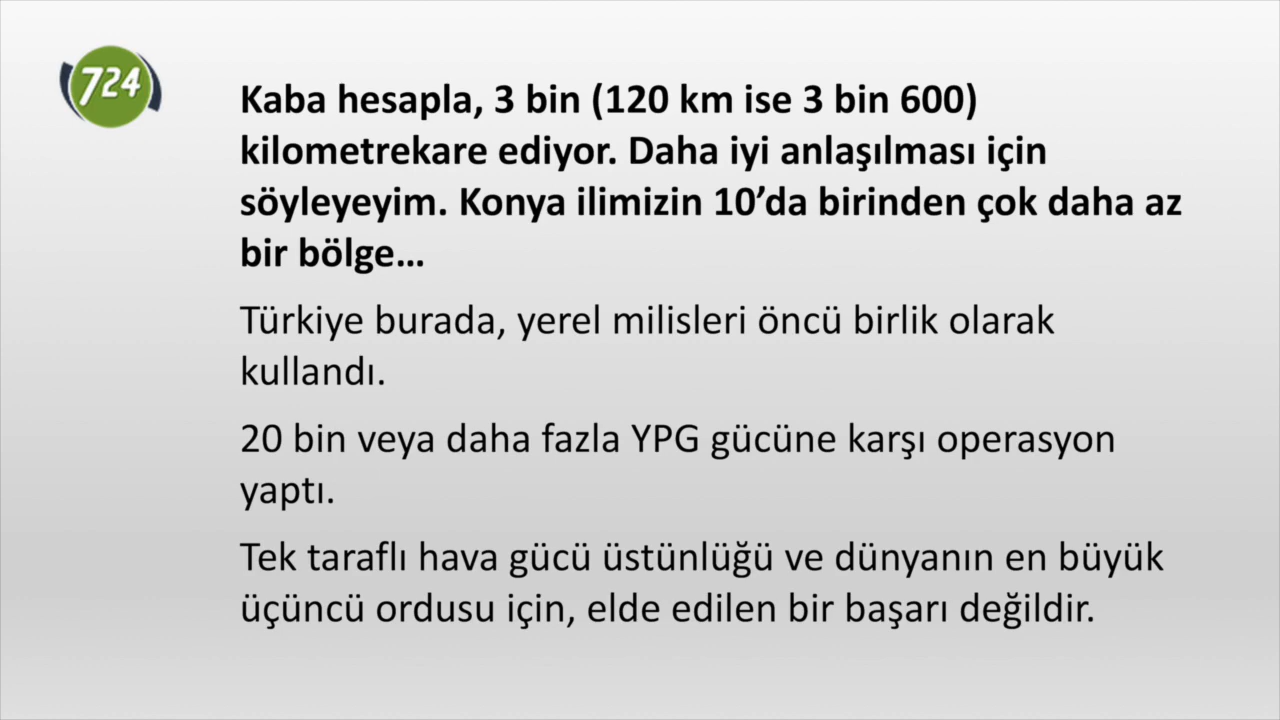 724
Kaba hesapla, 3 bin (120 km ise 3 bin 600)
kilometrekare ediyor. Daha iyi anlaşılması için
söyleyeyim. Konya ilimizin 10’da birinden çok daha az
bir bölge…
Türkiye burada, yerel milisleri öncü birlik olarak
kullandı.
20 bin veya daha fazla YPG gücüne karşı operasyon
yaptı.
Tek taraflı hava gücü üstünlüğü ve dünyanın en büyük
üçüncü ordusu için, elde edilen bir başarı değildir.